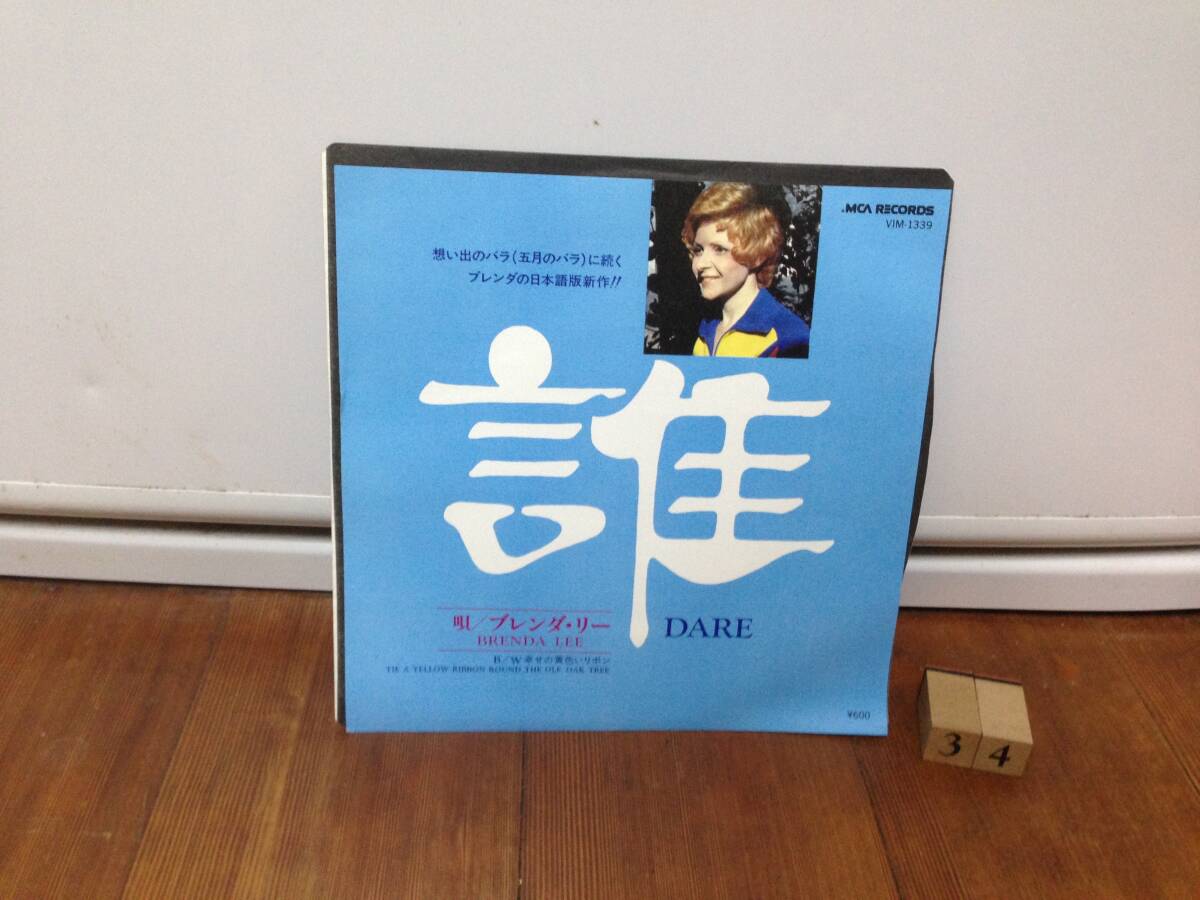 MCA RECORDS
VIM-1339
想い出のバラ(五月のバラ)に続く
ブレンダの日本語版新作!!
誰
DARE
唄/ブレンダ・リー
BRENDA LEE
B/W 幸せの黄色いリボン
TIE A YELLOW RIBBON ROUND THE OLE OAK TREE
¥600
3 4